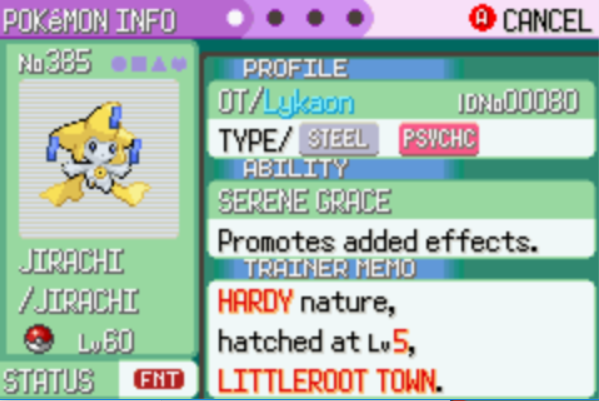 POKéMON INFO
A CANCEL
No385
PROFILE
OT/Lykaon IDNo00080
TYPE/ STEEL PSYCHC
ABILITY
SERENE GRACE
Promotes added effects.
TRAINER MEMO
HARDY nature,
hatched at Lv5,
LITTLEROOT TOWN.
JIRACHI
/JIRACHI
Lv60
STATUS FNT